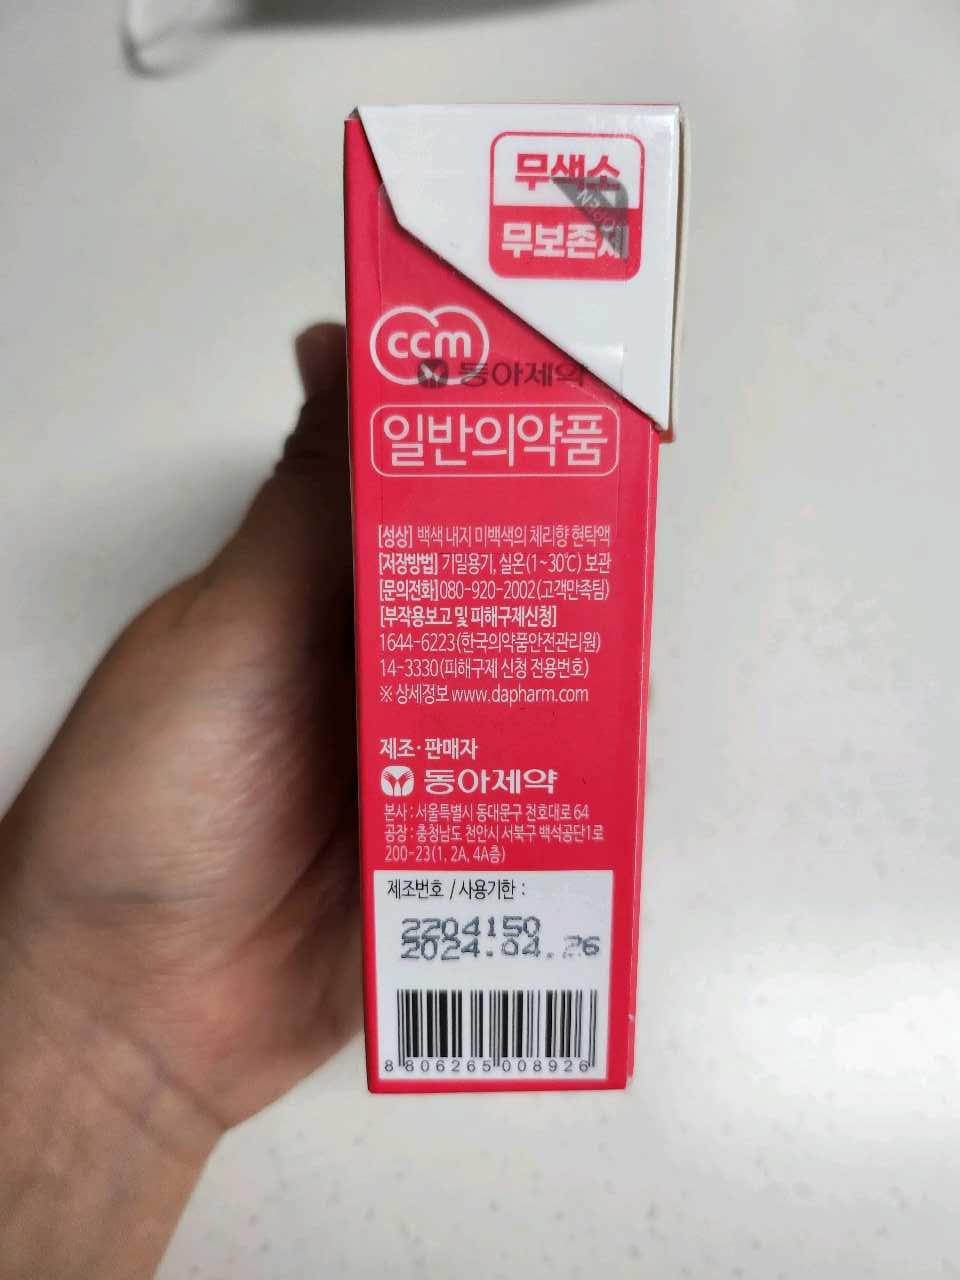 무색소
OPEN
무보존제
ccm
동아제약
일반의약품
[성상] 백색 내지 미백색의 체리향 현탁액
[저장방법] 기밀용기, 실온(1~30℃) 보관
[문의전화]080-920-2002(고객만족팀)
[부작용보고 및 피해구제신청]
1644-6223(한국의약품안전관리원)
14-3330(피해구제 신청 전용번호)
※ 상세정보 www.dapharm.com
제조·판매자
동아제약
본사 : 서울특별시 동대문구 천호대로 64
공장 : 충청남도 천안시 서북구 백석공단1로
200-23(1, 2A, 4A층)
제조번호 / 사용기한 :
2204150
2024.04.26
8 806265 008926